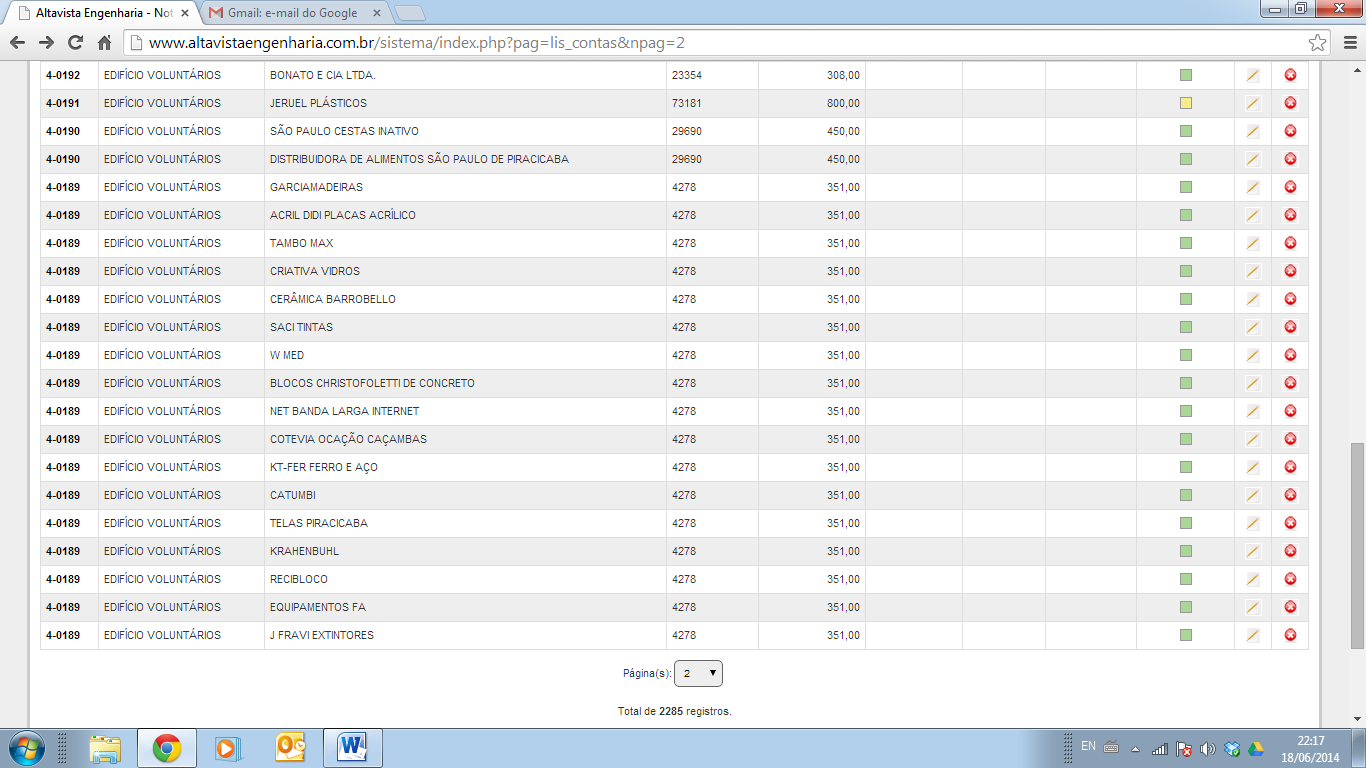 Altavista Engenharia - Not
Gmail: e-mail do Google
www.altavistaengenharia.com.br/sistema/index.php?pag=lis_contas&npag=2
4-0192 EDIFÍCIO VOLUNTÁRIOS BONATO E CIA LTDA. 23354 308,00
4-0191 EDIFÍCIO VOLUNTÁRIOS JERUEL PLÁSTICOS 73181 800,00
4-0190 EDIFÍCIO VOLUNTÁRIOS SÃO PAULO CESTAS INATIVO 29690 450,00
4-0190 EDIFÍCIO VOLUNTÁRIOS DISTRIBUIDORA DE ALIMENTOS SÃO PAULO DE PIRACICABA 29690 450,00
4-0189 EDIFÍCIO VOLUNTÁRIOS GARCIAMADEIRAS 4278 351,00
4-0189 EDIFÍCIO VOLUNTÁRIOS ACRIL DIDI PLACAS ACRÍLICO 4278 351,00
4-0189 EDIFÍCIO VOLUNTÁRIOS TAMBO MAX 4278 351,00
4-0189 EDIFÍCIO VOLUNTÁRIOS CRIATIVA VIDROS 4278 351,00
4-0189 EDIFÍCIO VOLUNTÁRIOS CERÂMICA BARROBELLO 4278 351,00
4-0189 EDIFÍCIO VOLUNTÁRIOS SACI TINTAS 4278 351,00
4-0189 EDIFÍCIO VOLUNTÁRIOS W MED 4278 351,00
4-0189 EDIFÍCIO VOLUNTÁRIOS BLOCOS CHRISTOFOLETTI DE CONCRETO 4278 351,00
4-0189 EDIFÍCIO VOLUNTÁRIOS NET BANDA LARGA INTERNET 4278 351,00
4-0189 EDIFÍCIO VOLUNTÁRIOS COTEVIA OCAÇÃO CAÇAMBAS 4278 351,00
4-0189 EDIFÍCIO VOLUNTÁRIOS KT-FER FERRO E AÇO 4278 351,00
4-0189 EDIFÍCIO VOLUNTÁRIOS CATUMBI 4278 351,00
4-0189 EDIFÍCIO VOLUNTÁRIOS TELAS PIRACICABA 4278 351,00
4-0189 EDIFÍCIO VOLUNTÁRIOS KRAHENBUHL 4278 351,00
4-0189 EDIFÍCIO VOLUNTÁRIOS RECIBLOCO 4278 351,00
4-0189 EDIFÍCIO VOLUNTÁRIOS EQUIPAMENTOS FA 4278 351,00
4-0189 EDIFÍCIO VOLUNTÁRIOS J FRAVI EXTINTORES 4278 351,00
Página(s): 2
Total de 2285 registros.
EN
22:17
18/06/2014